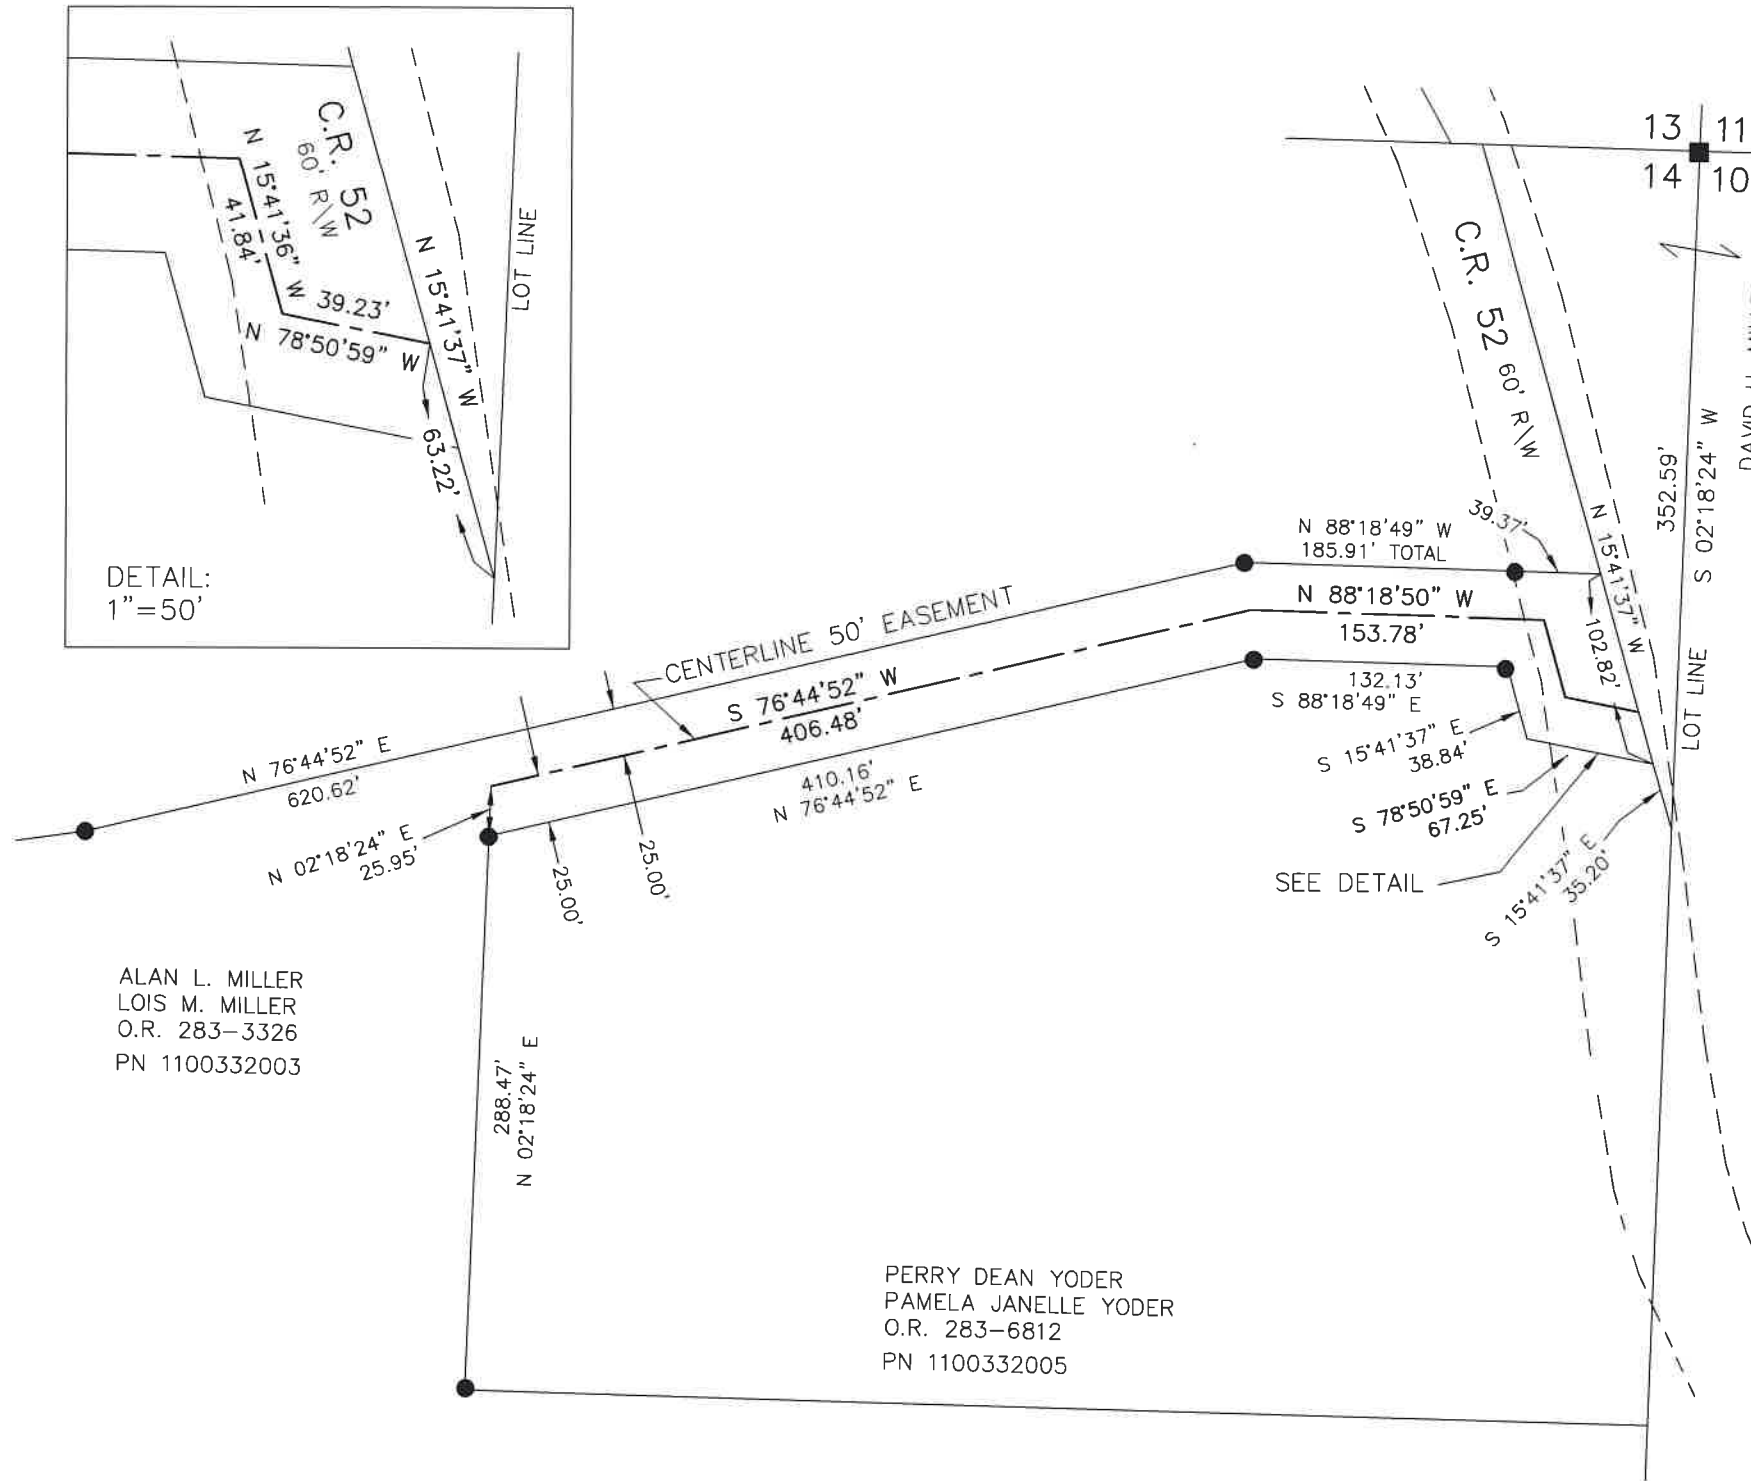 C.R. 52
60' R\W
N 15°41'36" W
41.84'
39.23'
N 78°50'59" W
N 15°41'37" W
LOT LINE
63.22'
DETAIL:
1"=50'
13 11
14 10
C.R. 52 60' R\W
352.59'
S 02°18'24" W
LOT LINE
N 88°18'49" W
185.91' TOTAL
39.37'
N 15°41'37" W
102.82'
N 88°18'50" W
153.78'
CENTERLINE 50' EASEMENT
S 76°44'52" W
406.48'
132.13'
S 88°18'49" E
N 76°44'52" E
620.62'
S 15°41'37" E
38.84'
410.16'
N 76°44'52" E
S 78°50'59" E
67.25'
N 02°18'24" E
25.95'
25.00'
25.00'
SEE DETAIL
S 15°41'37" E
35.20'
ALAN L. MILLER
LOIS M. MILLER
O.R. 283-3326
PN 1100332003
288.47'
N 02°18'24" E
PERRY DEAN YODER
PAMELA JANELLE YODER
O.R. 283-6812
PN 1100332005